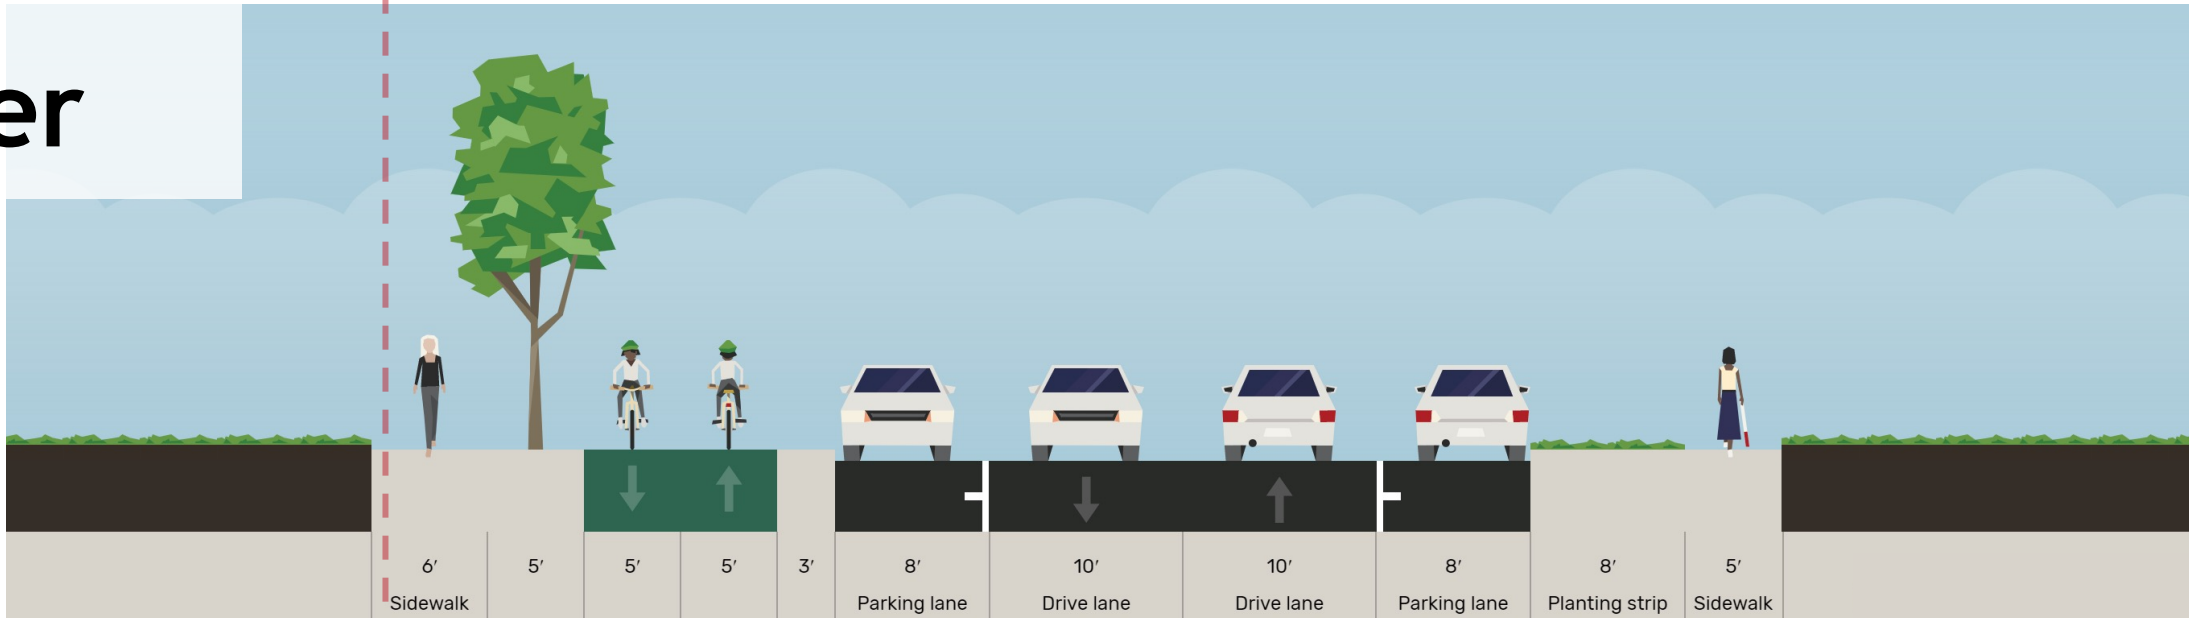 er
6′ 5′ 5′ 5′ 3′ 8′ 10′ 10′ 8′ 8′ 5′
Sidewalk Parking lane Drive lane Drive lane Parking lane Planting strip Sidewalk